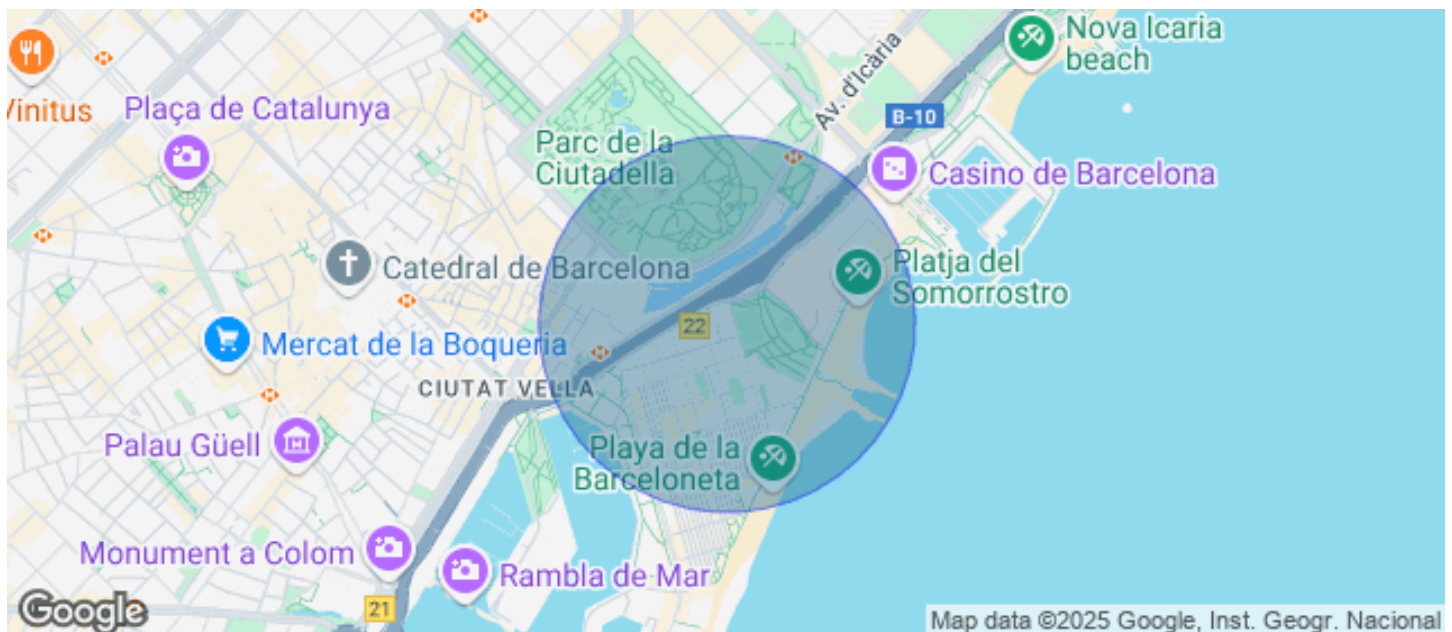 Nova Icaria
beach
Vinitus
Plaça de Catalunya
Av. d'Icària
B-10
Parc de la
Ciutadella
Casino de Barcelona
Catedral de Barcelona
Platja del
Somorrostro
22
Mercat de la Boqueria
CIUTAT VELLA
Palau Güell
Playa de la
Barceloneta
Monument a Colom
Rambla de Mar
21
Google
Map data ©2025 Google, Inst. Geogr. Nacional